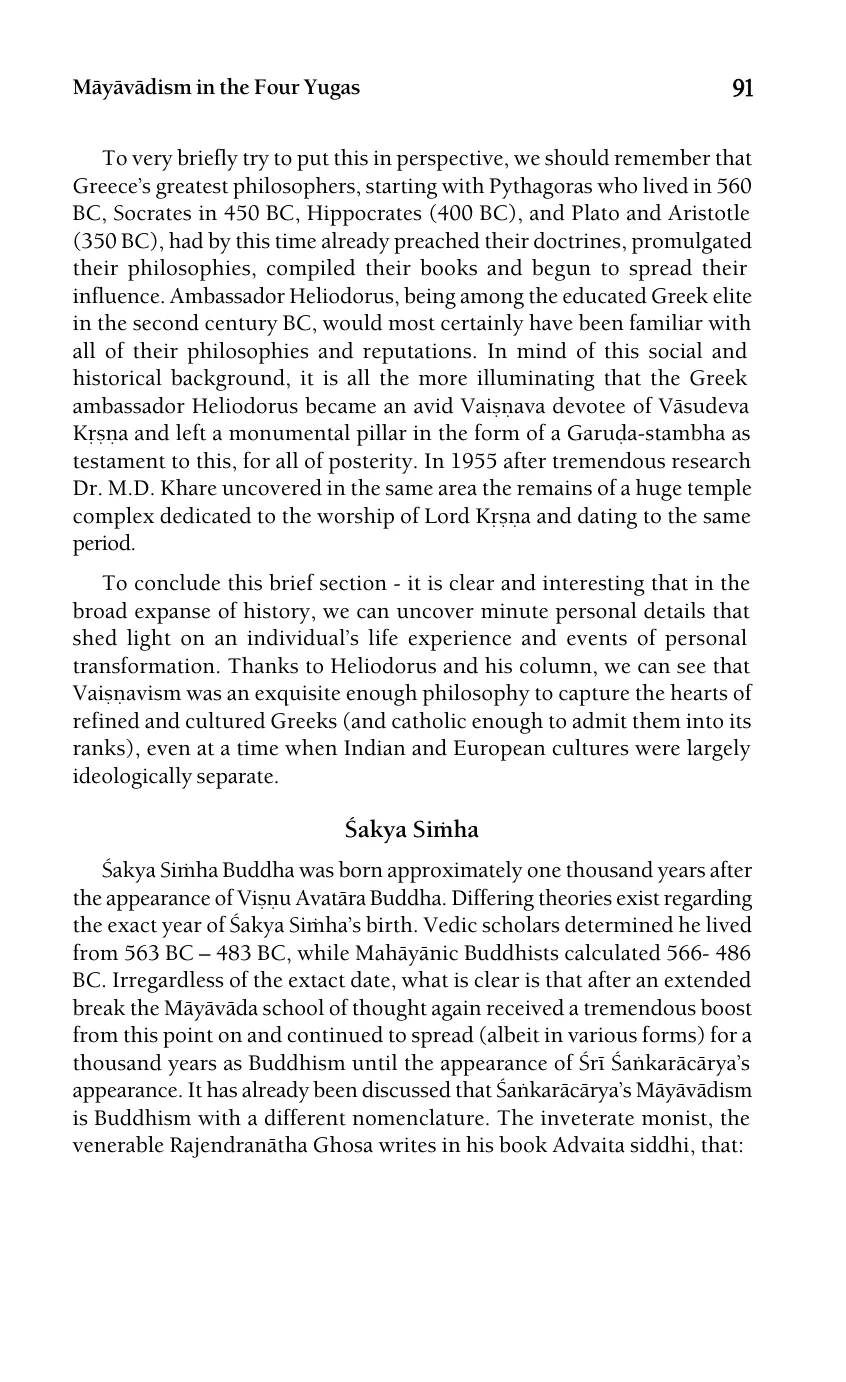 Māyāvādism in the Four Yugas 91
To very briefly try to put this in perspective, we should remember that
Greece’s greatest philosophers, starting with Pythagoras who lived in 560
BC, Socrates in 450 BC, Hippocrates (400 BC), and Plato and Aristotle
(350 BC), had by this time already preached their doctrines, promulgated
their philosophies, compiled their books and begun to spread their
influence. Ambassador Heliodorus, being among the educated Greek elite
in the second century BC, would most certainly have been familiar with
all of their philosophies and reputations. In mind of this social and
historical background, it is all the more illuminating that the Greek
ambassador Heliodorus became an avid Vaiṣṇava devotee of Vāsudeva
Kṛṣṇa and left a monumental pillar in the form of a Garuḍa-stambha as
testament to this, for all of posterity. In 1955 after tremendous research
Dr. M.D. Khare uncovered in the same area the remains of a huge temple
complex dedicated to the worship of Lord Kṛṣṇa and dating to the same
period.
To conclude this brief section - it is clear and interesting that in the
broad expanse of history, we can uncover minute personal details that
shed light on an individual’s life experience and events of personal
transformation. Thanks to Heliodorus and his column, we can see that
Vaiṣṇavism was an exquisite enough philosophy to capture the hearts of
refined and cultured Greeks (and catholic enough to admit them into its
ranks), even at a time when Indian and European cultures were largely
ideologically separate.
Śakya Siṁha
Śakya Siṁha Buddha was born approximately one thousand years after
the appearance of Viṣṇu Avatāra Buddha. Differing theories exist regarding
the exact year of Śakya Siṁha’s birth. Vedic scholars determined he lived
from 563 BC – 483 BC, while Mahāyānic Buddhists calculated 566- 486
BC. Irregardless of the extact date, what is clear is that after an extended
break the Māyāvāda school of thought again received a tremendous boost
from this point on and continued to spread (albeit in various forms) for a
thousand years as Buddhism until the appearance of Śrī Śaṅkarācārya’s
appearance. It has already been discussed that Śaṅkarācārya’s Māyāvādism
is Buddhism with a different nomenclature. The inveterate monist, the
venerable Rajendranātha Ghosa writes in his book Advaita siddhi, that: